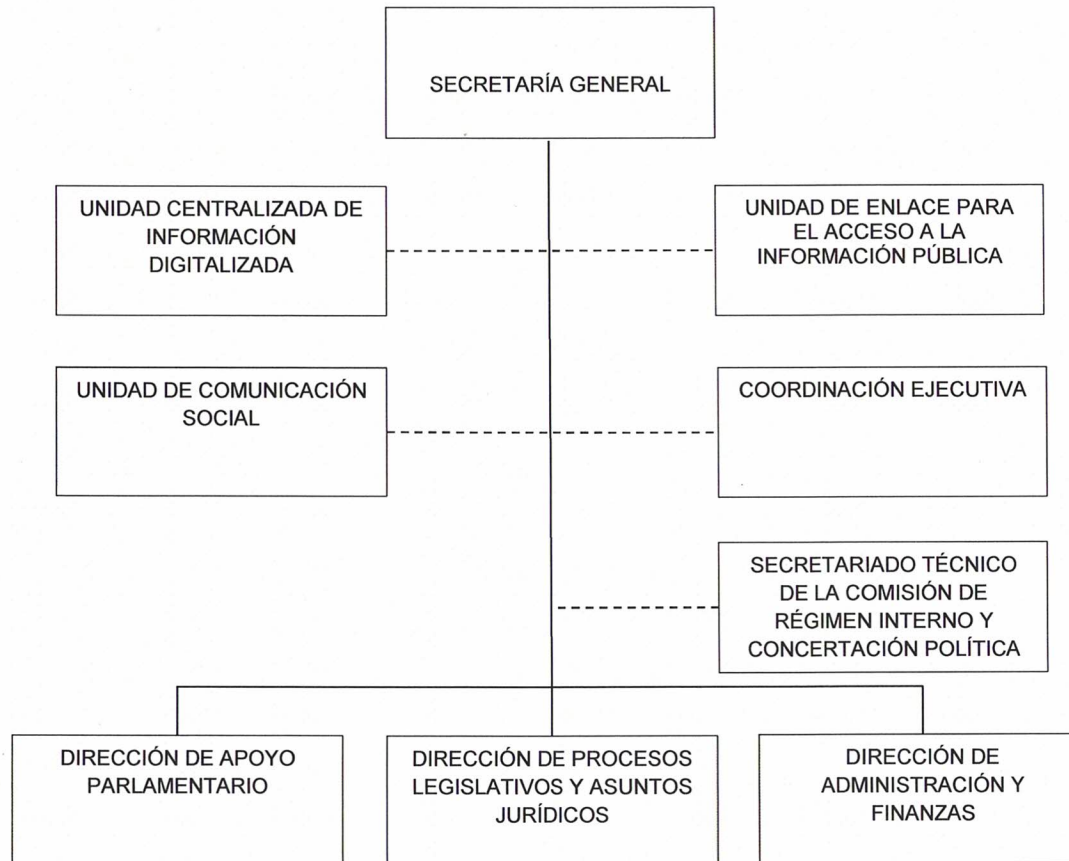 SECRETARÍA GENERAL
UNIDAD CENTRALIZADA DE
INFORMACIÓN
DIGITALIZADA
UNIDAD DE ENLACE PARA
EL ACCESO A LA
INFORMACIÓN PÚBLICA
UNIDAD DE COMUNICACIÓN
SOCIAL
COORDINACIÓN EJECUTIVA
SECRETARIADO TÉCNICO
DE LA COMISIÓN DE
RÉGIMEN INTERNO Y
CONCERTACIÓN POLÍTICA
DIRECCIÓN DE APOYO
PARLAMENTARIO
DIRECCIÓN DE PROCESOS
LEGISLATIVOS Y ASUNTOS
JURÍDICOS
DIRECCIÓN DE
ADMINISTRACIÓN Y
FINANZAS